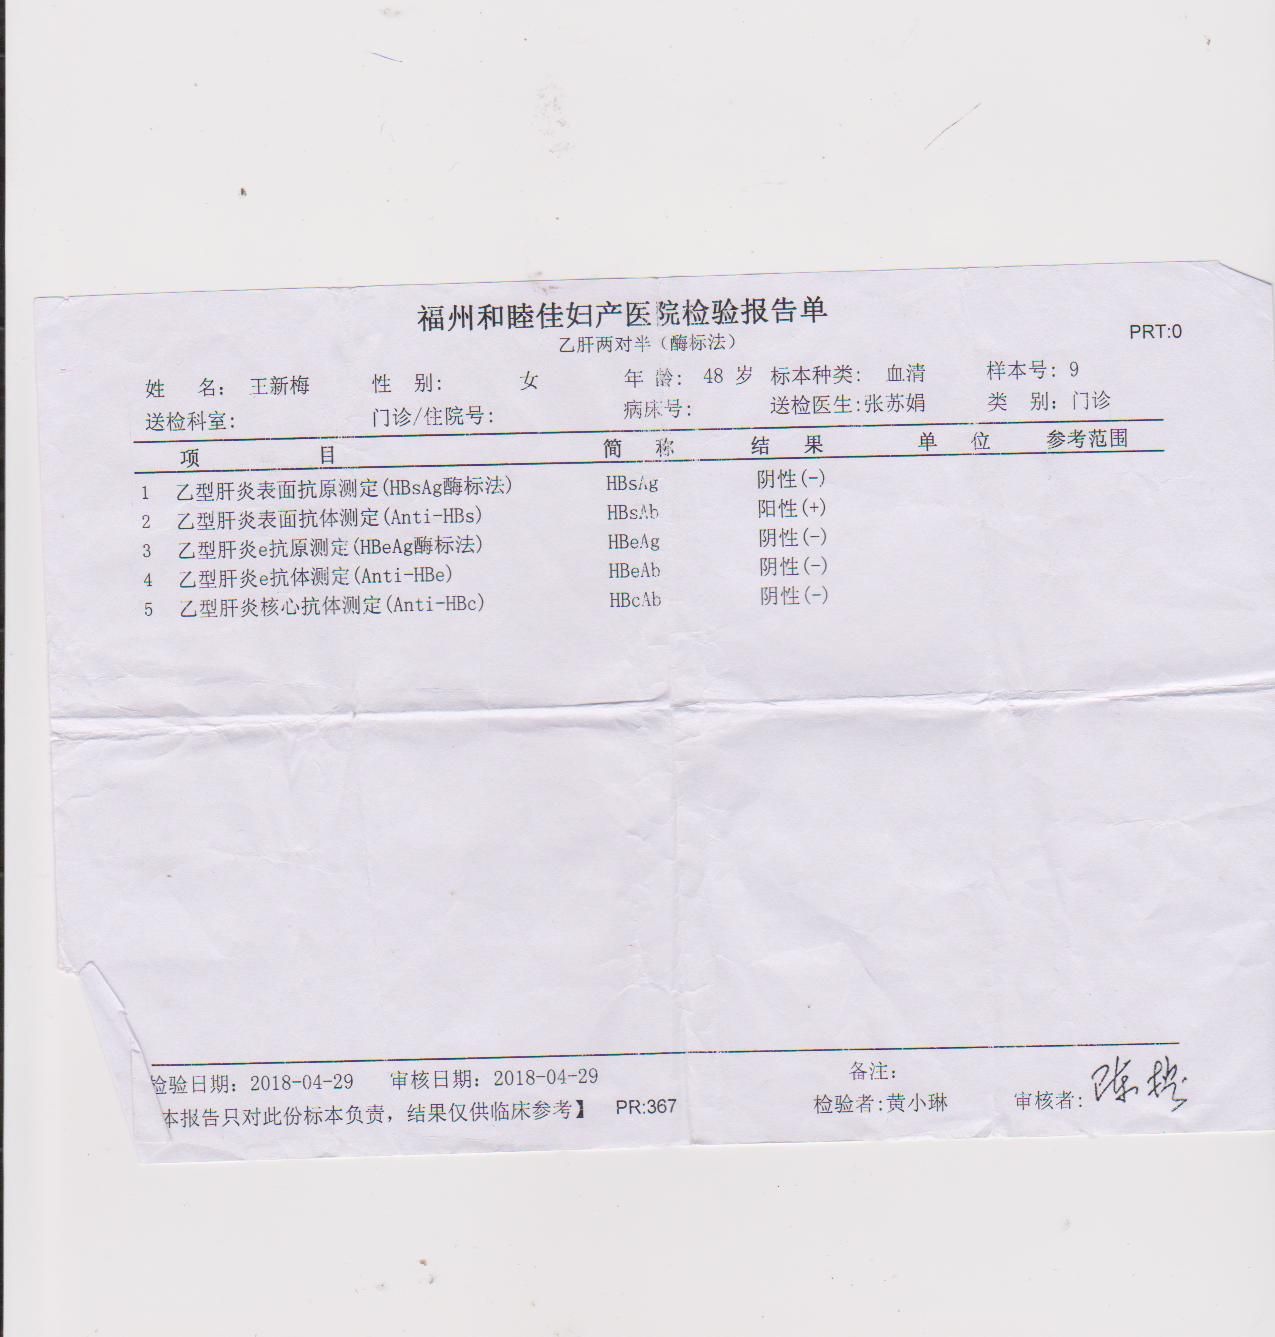 福州和睦佳妇产医院检验报告单
乙肝两对半（酶标法）
PRT:0
姓 名： 王新梅 性 别: 女 年 龄: 48 岁 标本种类: 血清 样本号: 9
送检科室: 门诊/住院号: 病床号: 送检医生:张苏娟 类 别: 门诊
项 目 简 称 结 果 单 位 参考范围
1 乙型肝炎表面抗原测定(HBsAg酶标法) HBsAg 阴性(-)
2 乙型肝炎表面抗体测定(Anti-HBs) HBsAb 阳性(+)
3 乙型肝炎e抗原测定(HBeAg酶标法) HBeAg 阴性(-)
4 乙型肝炎e抗体测定(Anti-HBe) HBeAb 阴性(-)
5 乙型肝炎核心抗体测定(Anti-HBc) HBcAb 阴性(-)
检验日期: 2018-04-29 审核日期: 2018-04-29 备注:
本报告只对此份标本负责, 结果仅供临床参考】 PR:367 检验者:黄小琳 审核者: